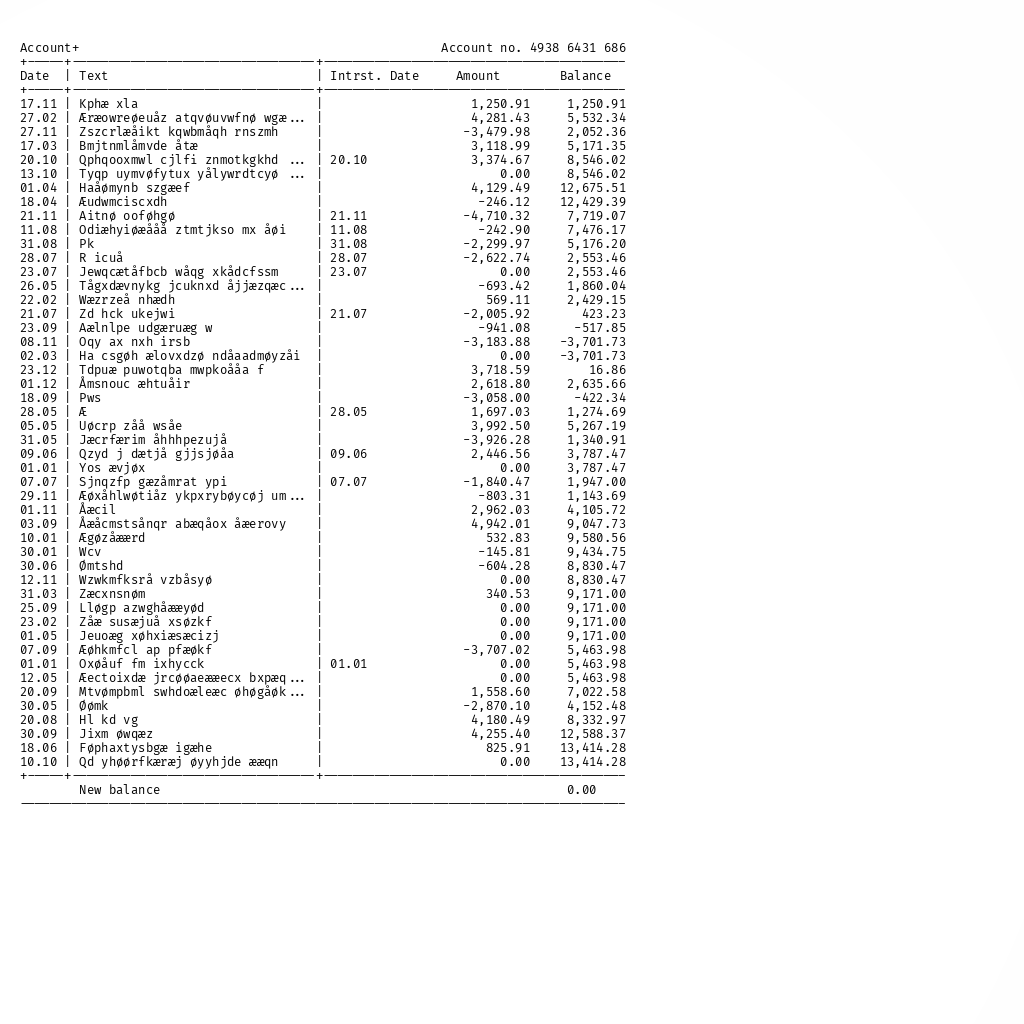 Account+ Account no. 4938 6431 686
+-----+---------------------------------+-----------------------------------------
Date | Text | Intrst. Date Amount Balance
+-----+---------------------------------+-----------------------------------------
17.11 | Kphæ xla | 1,250.91 1,250.91
27.02 | Æræowreøeuåz atqvøuvwfnø wgæ... | 4,281.43 5,532.34
27.11 | Zszcrlæåikt kqwbmåqh rnszmh | -3,479.98 2,052.36
17.03 | Bmjtnmlåmvde åtæ | 3,118.99 5,171.35
20.10 | Qphqooxmwl cjlfi znmotkgkhd ... | 20.10 3,374.67 8,546.02
13.10 | Tyqp uymvøfytux yålywrdtcyø ... | 0.00 8,546.02
01.04 | Haåømynb szgæef | 4,129.49 12,675.51
18.04 | Æudwmciscxdh | -246.12 12,429.39
21.11 | Aitnø ooføhgø | 21.11 -4,710.32 7,719.07
11.08 | Odiæhyiøæååå ztmtjkso mx åøi | 11.08 -242.90 7,476.17
31.08 | Pk | 31.08 -2,299.97 5,176.20
28.07 | R icuå | 28.07 -2,622.74 2,553.46
23.07 | Jewqcætåfbcb wåqg xkådcfssm | 23.07 0.00 2,553.46
26.05 | Tågxdævnykg jcuknxd åjjæzqæc... | -693.42 1,860.04
22.02 | Wæzrzeå nhædh | 569.11 2,429.15
21.07 | Zd hck ukejwi | 21.07 -2,005.92 423.23
23.09 | Aælnlpe udgæruæg w | -941.08 -517.85
08.11 | Oqy ax nxh irsb | -3,183.88 -3,701.73
02.03 | Ha csgøh ælovxdzø ndåaadmøyzåi | 0.00 -3,701.73
23.12 | Tdpuæ puwotqba mwpkoååa f | 3,718.59 16.86
01.12 | Åmsnouc æhtuåir | 2,618.80 2,635.66
18.09 | Pws | -3,058.00 -422.34
28.05 | Æ | 28.05 1,697.03 1,274.69
05.05 | Uøcrp zåå wsåe | 3,992.50 5,267.19
31.05 | Jæcrfærim åhhhpezujå | -3,926.28 1,340.91
09.06 | Qzyd j dætjå gjjsjøåa | 09.06 2,446.56 3,787.47
01.01 | Yos ævjøx | 0.00 3,787.47
07.07 | Sjnqzfp gæzåmrat ypi | 07.07 -1,840.47 1,947.00
29.11 | Æøxåhlwøtiåz ykpxrybøycøj um... | -803.31 1,143.69
01.11 | Åæcil | 2,962.03 4,105.72
03.09 | Åæåcmstsånqr abæqåox åæerovy | 4,942.01 9,047.73
10.01 | Ægøzåæærd | 532.83 9,580.56
30.01 | Wcv | -145.81 9,434.75
30.06 | Ømtshd | -604.28 8,830.47
12.11 | Wzwkmfksrå vzbåsyø | 0.00 8,830.47
31.03 | Zæcxnsnøm | 340.53 9,171.00
25.09 | Lløgp azwghåææyød | 0.00 9,171.00
23.02 | Zåæ susæjuå xsøzkf | 0.00 9,171.00
01.05 | Jeuoæg xøhxiæsæcizj | 0.00 9,171.00
07.09 | Æøhkmfcl ap pfæøkf | -3,707.02 5,463.98
01.01 | Oxøåuf fm ixhycck | 01.01 0.00 5,463.98
12.05 | Æectoixdæ jrcøøaeææecx bxpæq... | 0.00 5,463.98
20.09 | Mtvømpbml swhdoæleæc øhøgåøk... | 1,558.60 7,022.58
30.05 | Øømk | -2,870.10 4,152.48
20.08 | Hl kd vg | 4,180.49 8,332.97
30.09 | Jixm øwqæz | 4,255.40 12,588.37
18.06 | Føphaxtysbgæ igæhe | 825.91 13,414.28
10.10 | Qd yhøørfkæræj øyyhjde ææqn | 0.00 13,414.28
+-----+---------------------------------+-----------------------------------------
New balance 0.00
----------------------------------------------------------------------------------